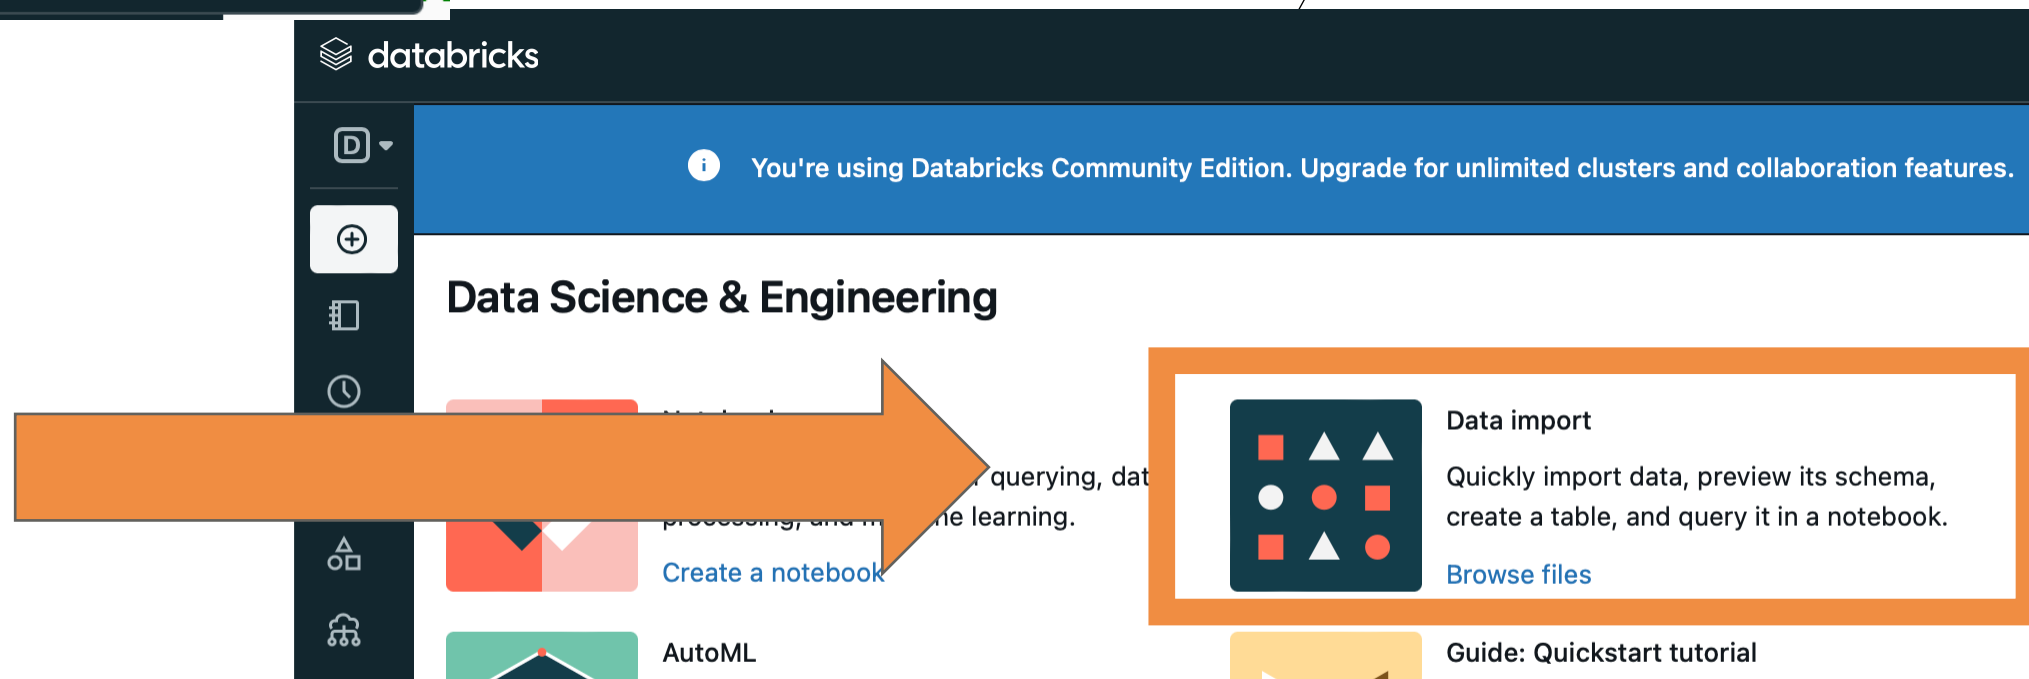 databricks
D
You're using Databricks Community Edition. Upgrade for unlimited clusters and collaboration features.
Data Science & Engineering
querying,
processing, and
learning.
Create a notebook
Data import
Quickly import data, preview its schema,
create a table, and query it in a notebook.
Browse files
AutoML
Guide: Quickstart tutorial